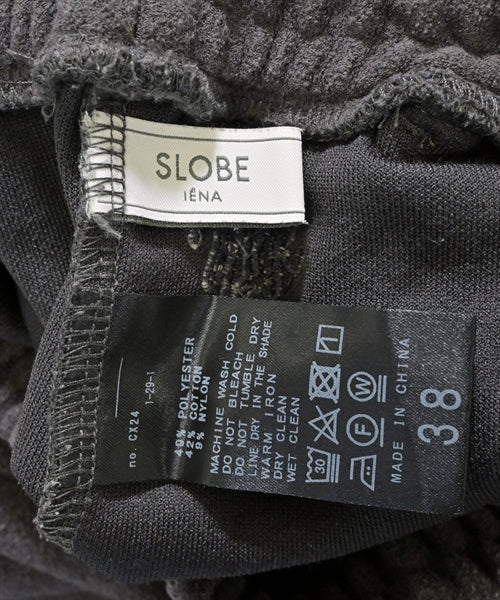 SLOBE
IÉNA
no. CX24 1-29-1
49% POLYESTER
42% COTTON
9% NYLON
MACHINE WASH COLD
DO NOT BLEACH
DO NOT TUMBLE DRY
LINE DRY IN THE SHADE
WARM IRON
DRY CLEAN
WET CLEAN
30
F
W
MADE IN CHINA
38